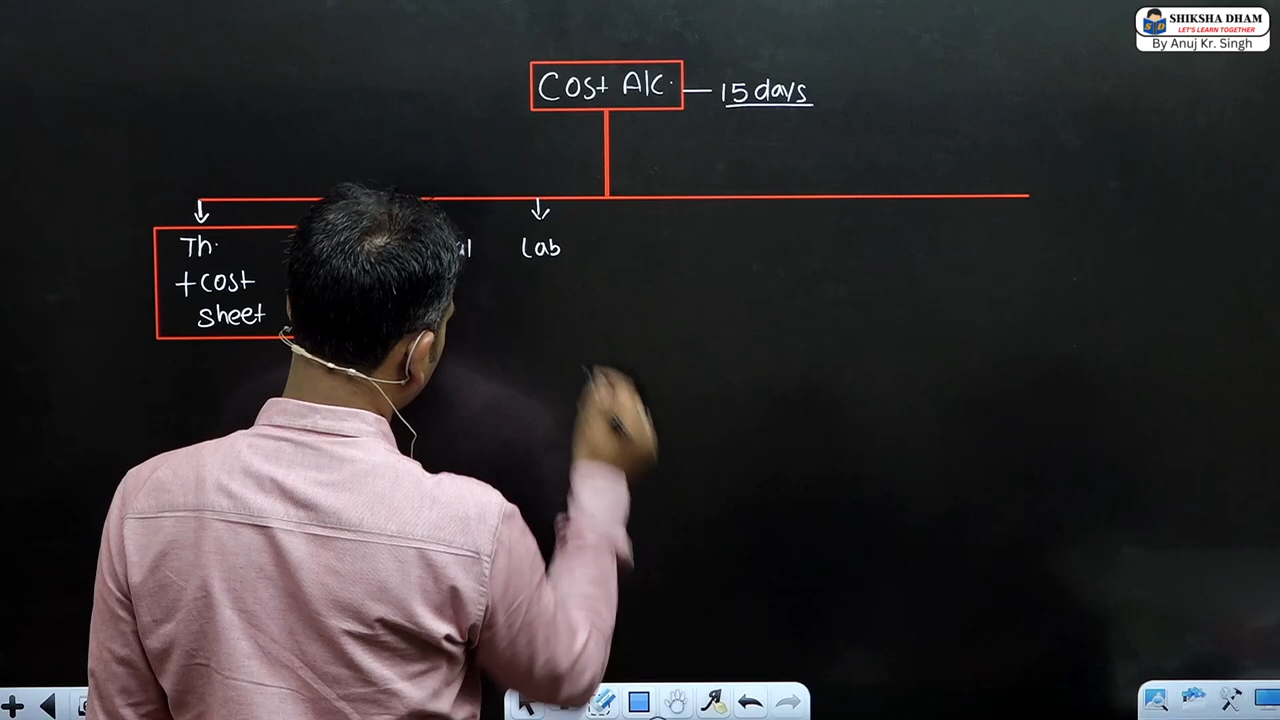 SHIKSHA DHAM
LET'S LEARN TOGETHER
By Anuj Kr. Singh
Cost A/c. — 15 days
Th.
+ Cost
Sheet
Lab